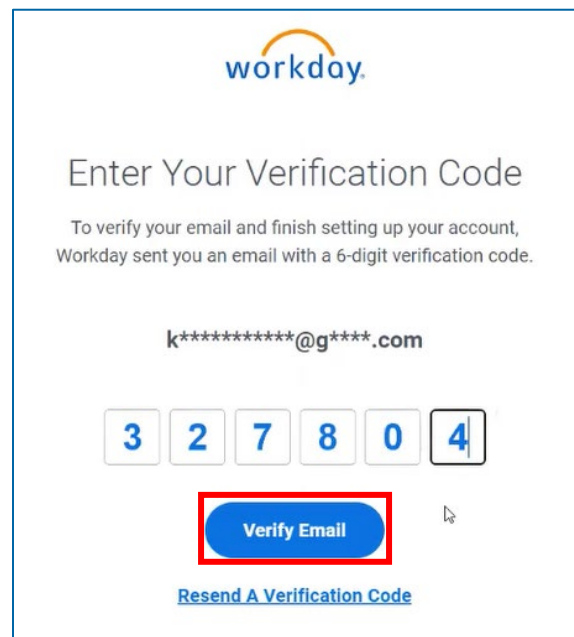 workday.
Enter Your Verification Code
To verify your email and finish setting up your account,
Workday sent you an email with a 6-digit verification code.
k***********@g****.com
3 2 7 8 0 4
Verify Email
Resend A Verification Code